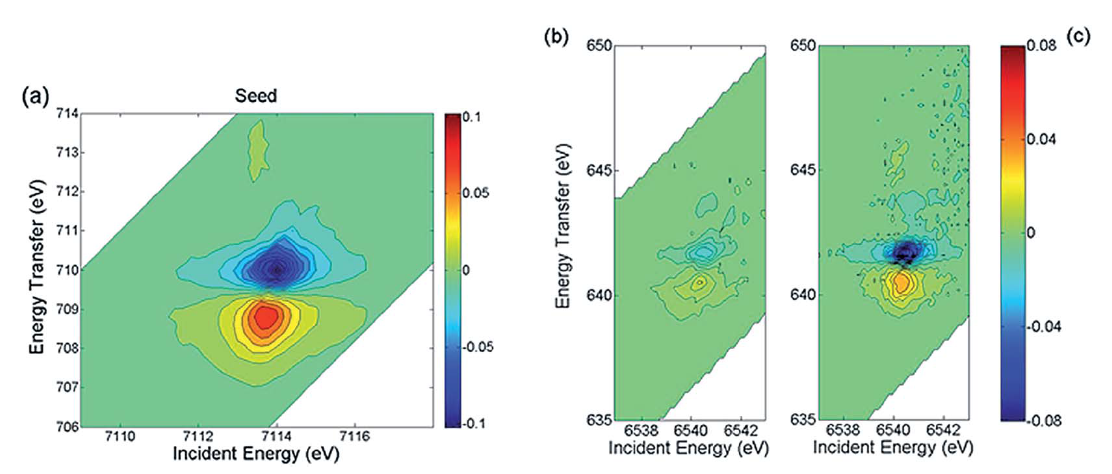 (a)
Seed
714
713
712
711
710
709
708
707
706
Energy Transfer (eV)
7110 7112 7114 7116
Incident Energy (eV)
0.1
0.05
0
-0.05
-0.1
(b)
650
645
640
635
Energy Transfer (eV)
6538 6540 6542
Incident Energy (eV)
650
645
640
635
6538 6540 6542
Incident Energy (eV)
(c)
0.08
0.04
0
-0.04
-0.08